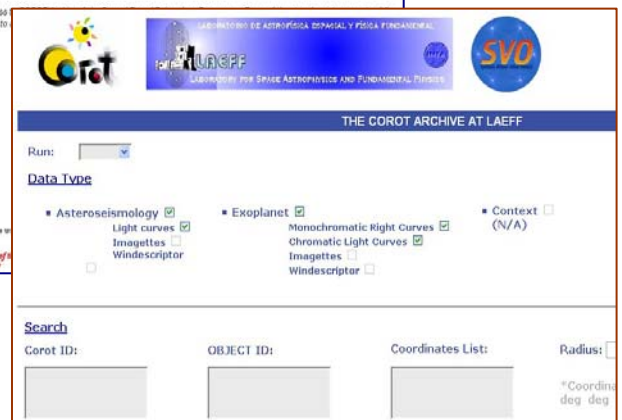 LABORATORIO DE ASTROFÍSICA ESPACIAL Y FÍSICA FUNDAMENTAL
Corot
LAEFF
SVO
LABORATORY FOR SPACE ASTROPHYSICS AND FUNDAMENTAL PHYSICS
THE COROT ARCHIVE AT LAEFF
Run:
Data Type
Asteroseismology
Exoplanet
Context
(N/A)
Light curves
Monochromatic Right Curves
Imagettes
Chromatic Light Curves
Windescriptor
Imagettes
Windescriptor
Search
Corot ID:
OBJECT ID:
Coordinates List:
Radius:
*Coordina
deg deg